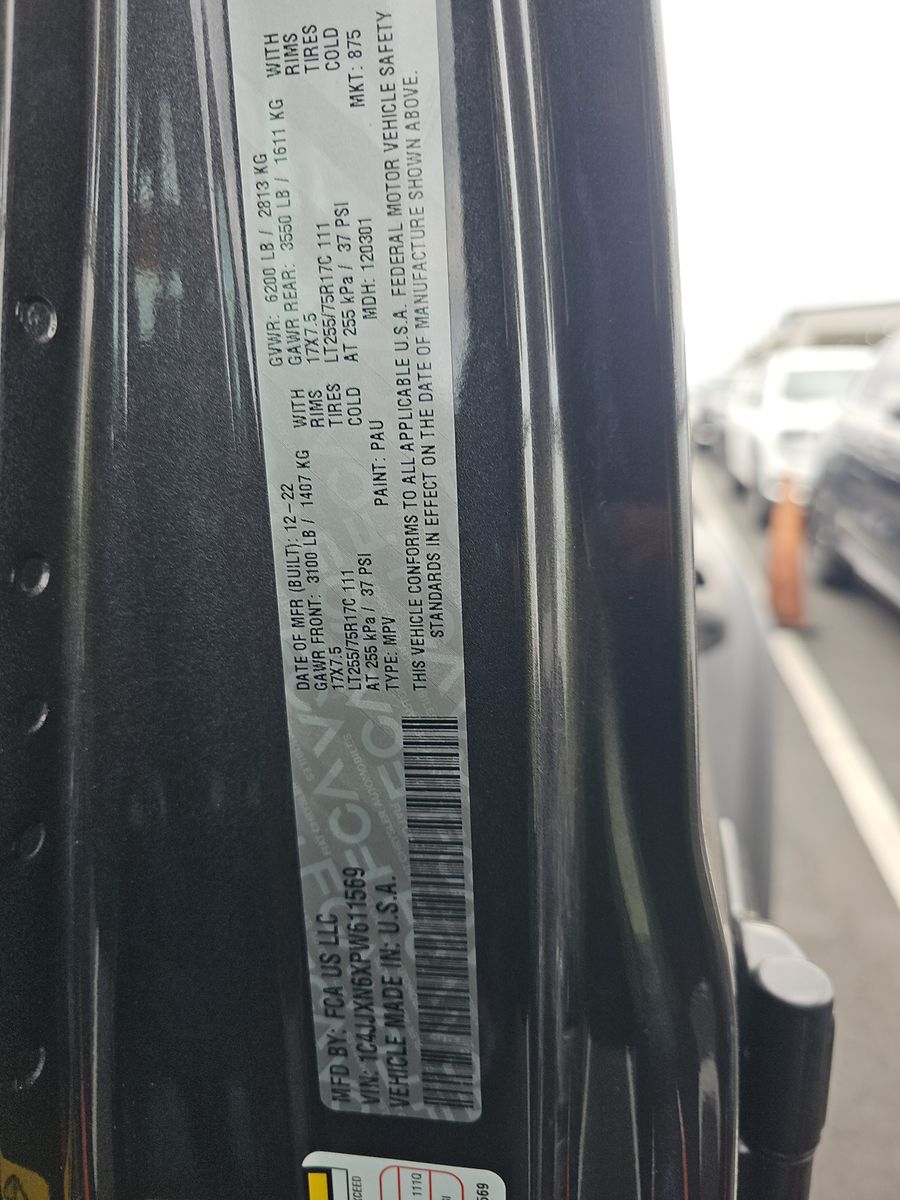 MFD BY: FCA US LLC
VIN: 1C4JJXN6XPW611569
VEHICLE MADE IN: U.S.A.
DATE OF MFR (BUILT): 12-22
GAWR FRONT: 3100 LB / 1407 KG WITH
17X7.5 RIMS
LT255/75R17C 111 TIRES
AT 255 kPa / 37 PSI COLD
GVWR: 6200 LB / 2813 KG
GAWR REAR: 3550 LB / 1611 KG WITH
17X7.5 RIMS
LT255/75R17C 111 TIRES
AT 255 kPa / 37 PSI COLD
TYPE: MPV PAINT: PAU MDH: 120301 MKT: 875
THIS VEHICLE CONFORMS TO ALL APPLICABLE U.S.A. FEDERAL MOTOR VEHICLE SAFETY
STANDARDS IN EFFECT ON THE DATE OF MANUFACTURE SHOWN ABOVE.
111Q
569